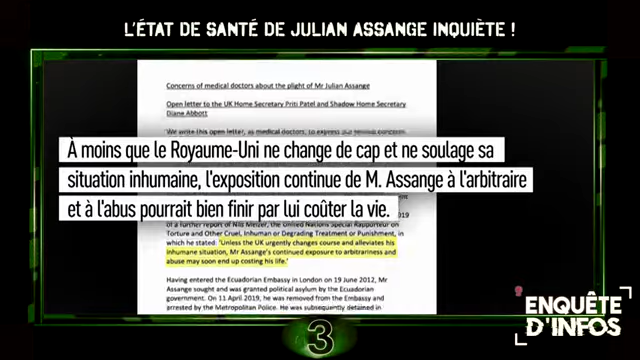 L'ÉTAT DE SANTÉ DE JULIAN ASSANGE INQUIÈTE !
Concerns of medical doctors about the plight of Mr Julian Assange
Open letter to the UK Home Secretary Priti Patel and Shadow Home Secretary
Diane Abbott
We write this open letter, as medical doctors, to express our serious concerns
À moins que le Royaume-Uni ne change de cap et ne soulage sa
situation inhumaine, l'exposition continue de M. Assange à l'arbitraire
et à l'abus pourrait bien finir par lui coûter la vie.
2019
of a further report of Nils Melzer, the United Nations Special Rapporteur on
Torture and Other Cruel, Inhuman or Degrading Treatment or Punishment, in
which he stated: 'Unless the UK urgently changes course and alleviates his
inhumane situation, Mr Assange's continued exposure to arbitrariness and
abuse may soon end up costing his life.'
Having entered the Ecuadorian Embassy in London on 19 June 2012, Mr
Assange sought and was granted political asylum by the Ecuadorian
government. On 11 April 2019, he was removed from the Embassy and
arrested by the Metropolitan Police. He was subsequently detained in
3
ENQUÊTE
D'INFOS